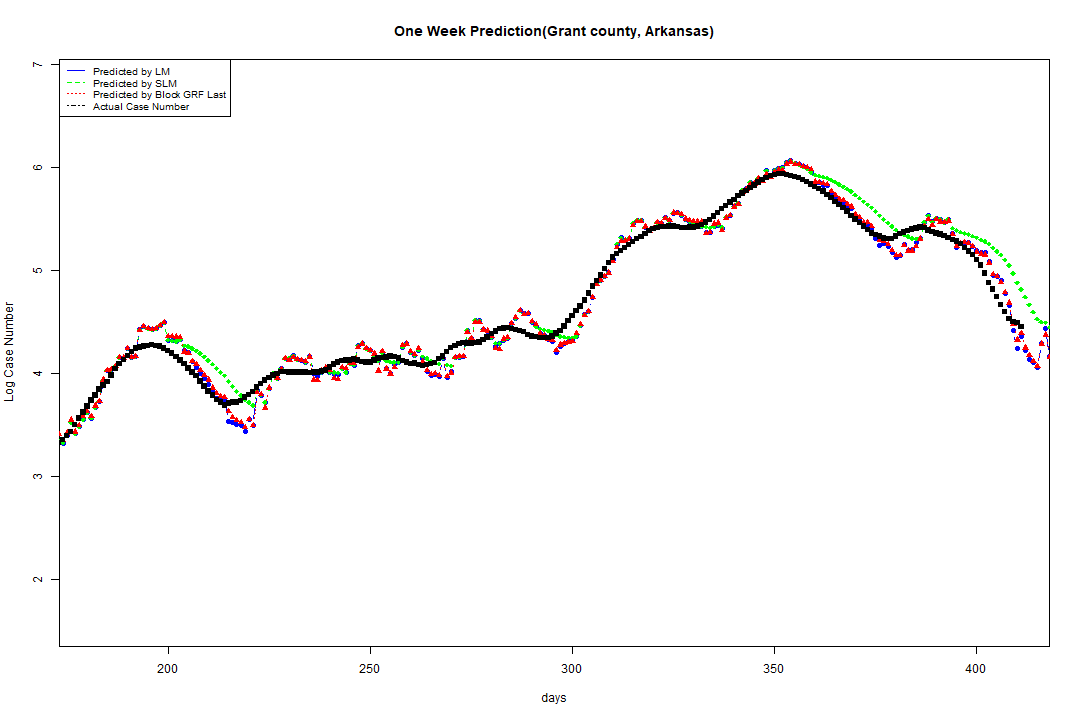 One Week Prediction(Grant county, Arkansas)
Predicted by LM
Predicted by SLM
Predicted by Block GRF Last
Actual Case Number
7
6
5
4
3
2
Log Case Number
200 250 300 350 400
days